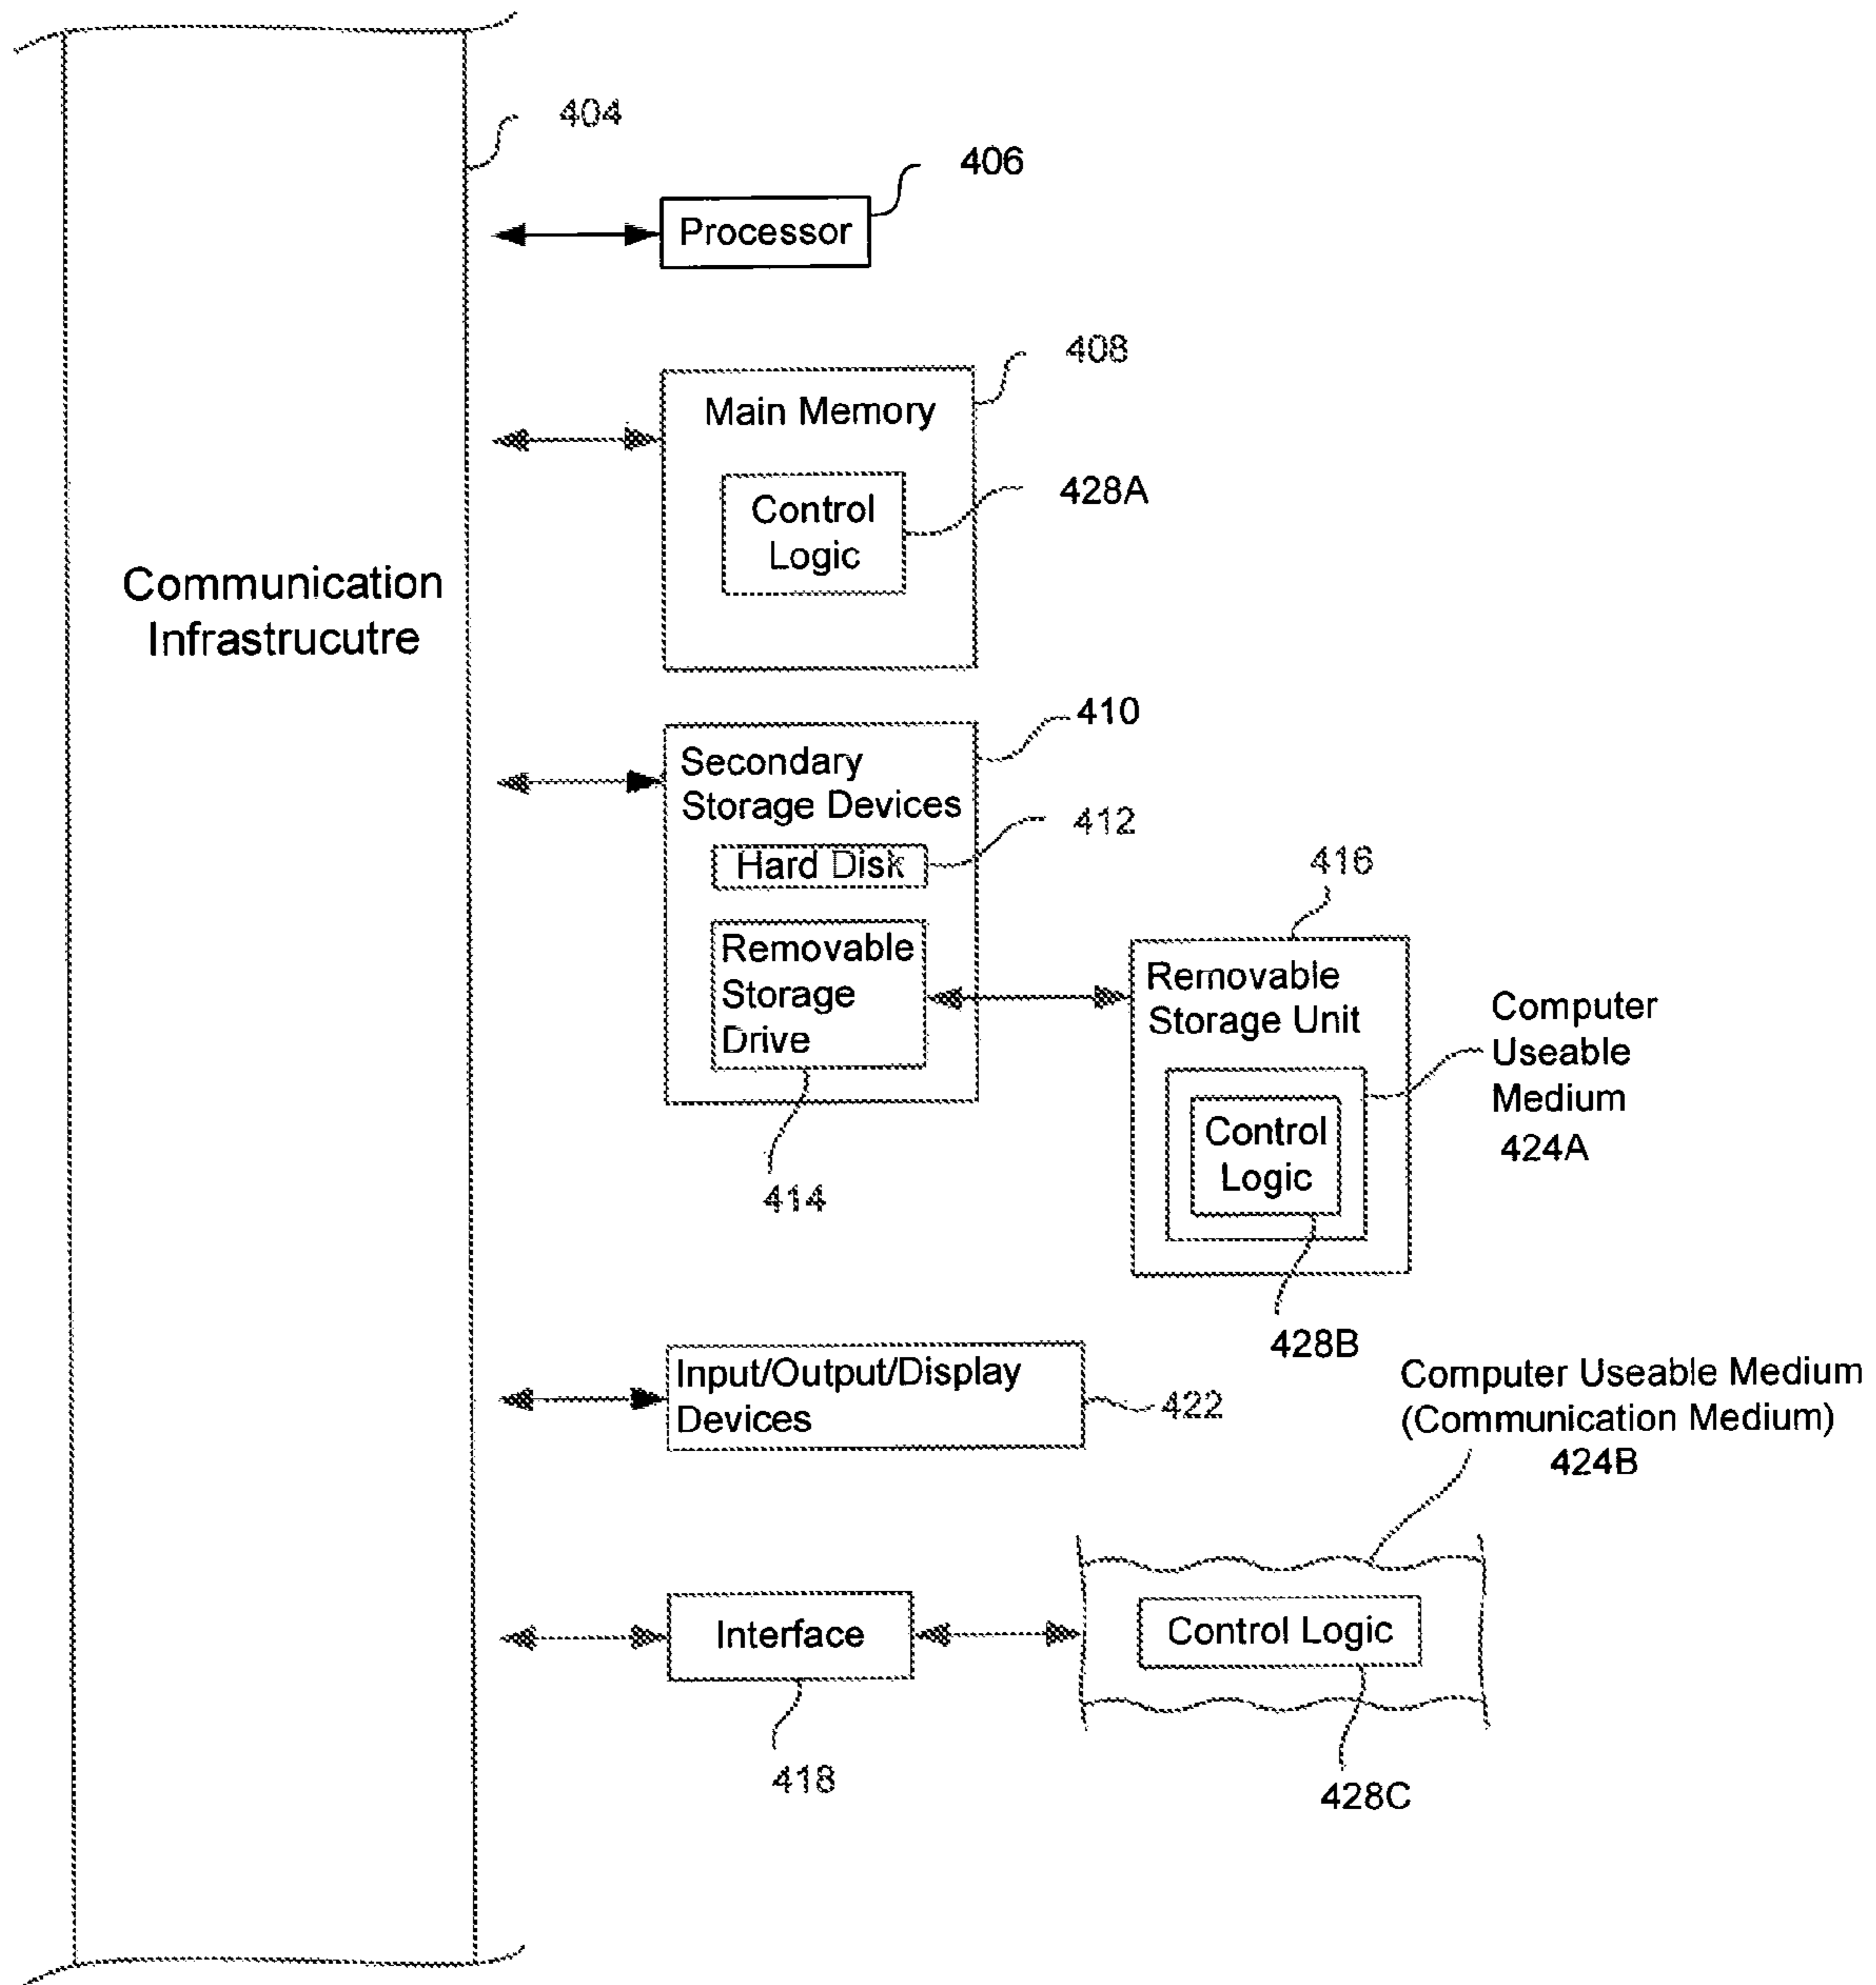 404
406
Processor
408
Main Memory
428A
Control
Logic
Communication
Infrastrucutre
410
Secondary
Storage Devices
412
Hard Disk
416
Removable
Storage
Drive
Removable
Storage Unit
Computer
Useable
Medium
424A
Control
Logic
414
428B
Input/Output/Display
Devices
422
Computer Useable Medium
(Communication Medium)
424B
Interface
Control Logic
418
428C